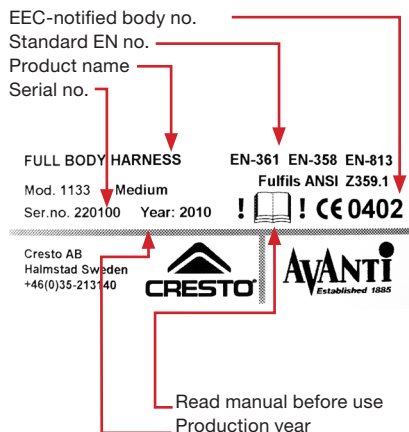 EEC-notified body no.
Standard EN no.
Product name
Serial no.
FULL BODY HARNESS
EN-361 EN-358 EN-813
Fulfils ANSI Z359.1
Mod. 1133 Medium
Ser.no. 220100 Year: 2010
! ! CE 0402
Cresto AB
Halmstad Sweden
+46(0)35-213140
CRESTO
AVANTi
Established 1885
Read manual before use
Production year